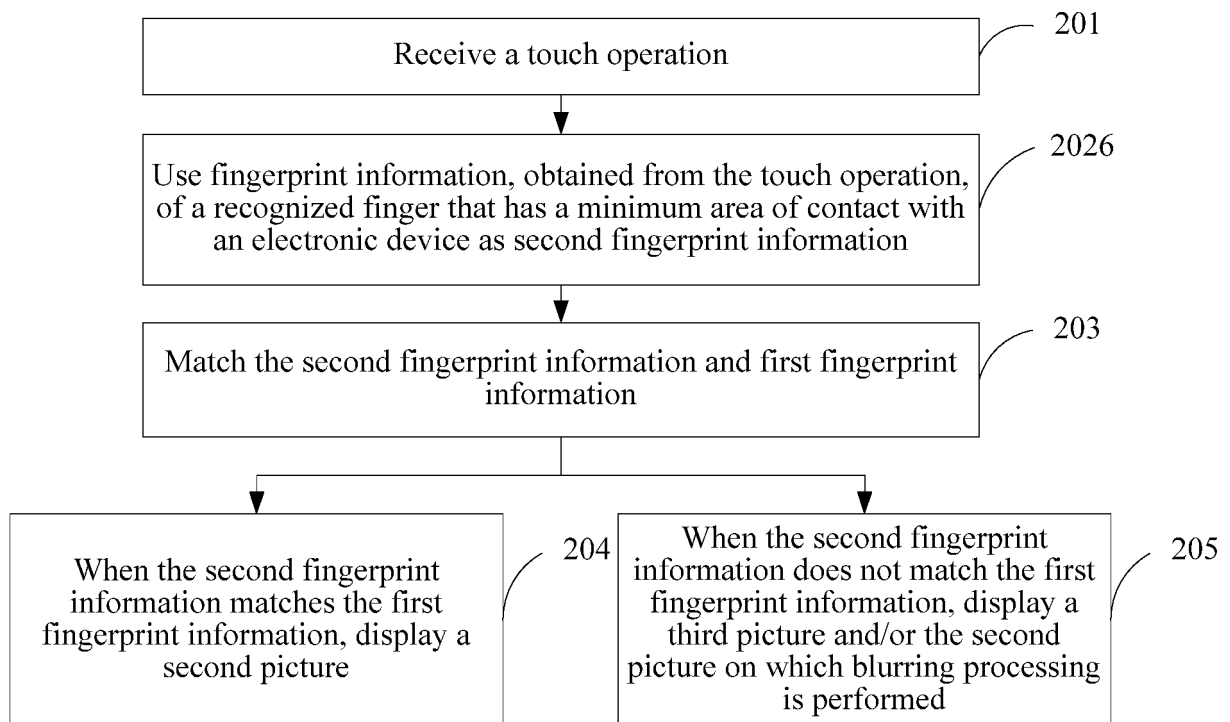 201
Receive a touch operation
2026
Use fingerprint information, obtained from the touch operation,
of a recognized finger that has a minimum area of contact with
an electronic device as second fingerprint information
203
Match the second fingerprint information and first fingerprint
information
204
When the second fingerprint
information matches the first
fingerprint information, display a
second picture
205
When the second fingerprint
information does not match the first
fingerprint information, display a
third picture and/or the second
picture on which blurring processing
is performed